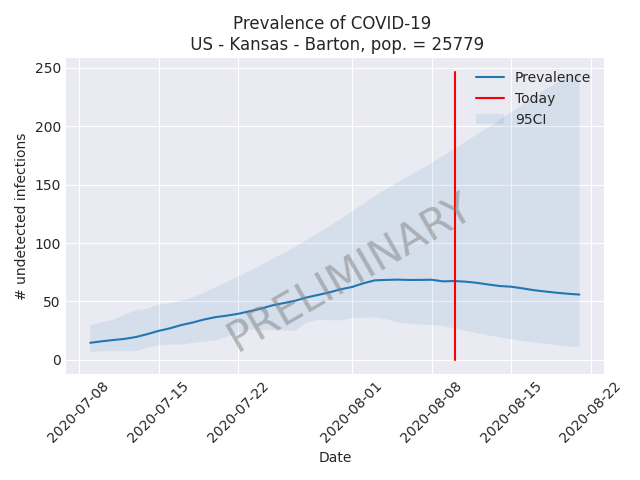 Prevalence of COVID-19
US - Kansas - Barton, pop. = 25779
250
200
150
100
50
0
# undetected infections
Prevalence
Today
95CI
PRELIMINARY
2020-07-08
2020-07-15
2020-07-22
2020-08-01
2020-08-08
2020-08-15
2020-08-22
Date